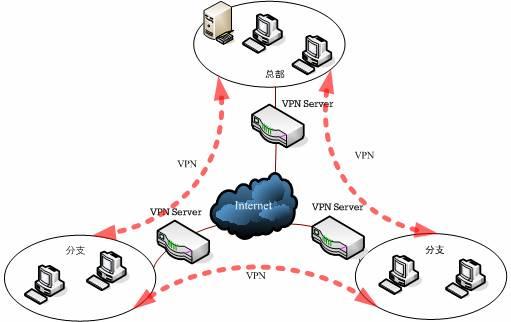 总部
VPN Server
VPN
VPN
Internet
VPN Server
VPN Server
分支
分支
VPN